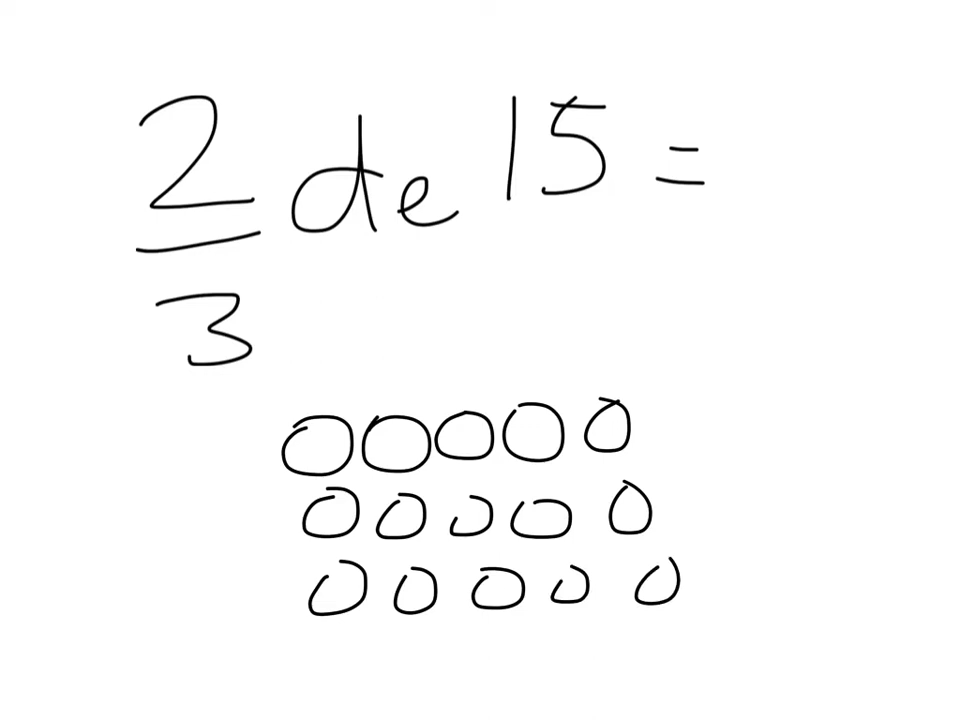 2/3 de 15 =